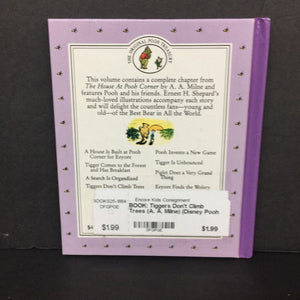 THE ORIGINAL POOH TREASURY
This volume contains a complete chapter from
The House At Pooh Corner by A. A. Milne and
features Pooh and his friends. Ernest H. Shepard's
much-loved illustrations accompany each story
and will delight the countless fans—young and
old—of the Best Bear in All the World.
A House Is Built at Pooh
Corner for Eeyore
Tigger Comes to the Forest
and Has Breakfast
A Search Is Organdized
Tiggers Don't Climb Trees
Pooh Invents a New Game
Tigger Is Unbounced
Piglet Does a Very Grand
Thing
Eeyore Finds the Wolery
$1.99
Encore Kids Consignment
BOOK: Tiggers Don't Climb
Trees (A. A. Milne) (Disney Pooh
$1.99